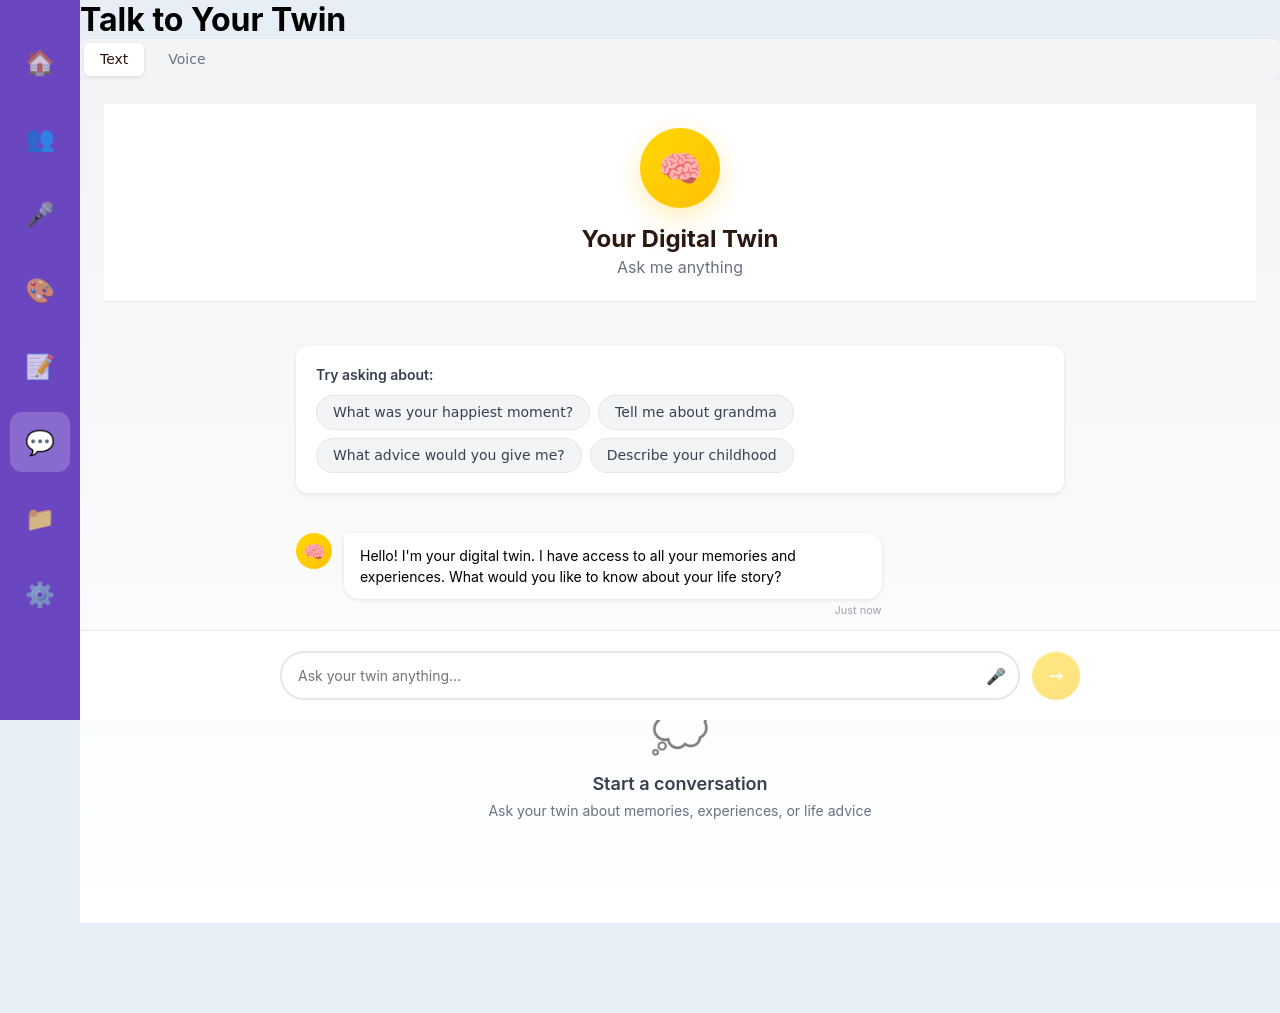 Talk to Your Twin
Text
Voice
Your Digital Twin
Ask me anything
Try asking about:
What was your happiest moment?
Tell me about grandma
What advice would you give me?
Describe your childhood
Hello! I'm your digital twin. I have access to all your memories and
experiences. What would you like to know about your life story?
Just now
Ask your twin anything...
→
Start a conversation
Ask your twin about memories, experiences, or life advice